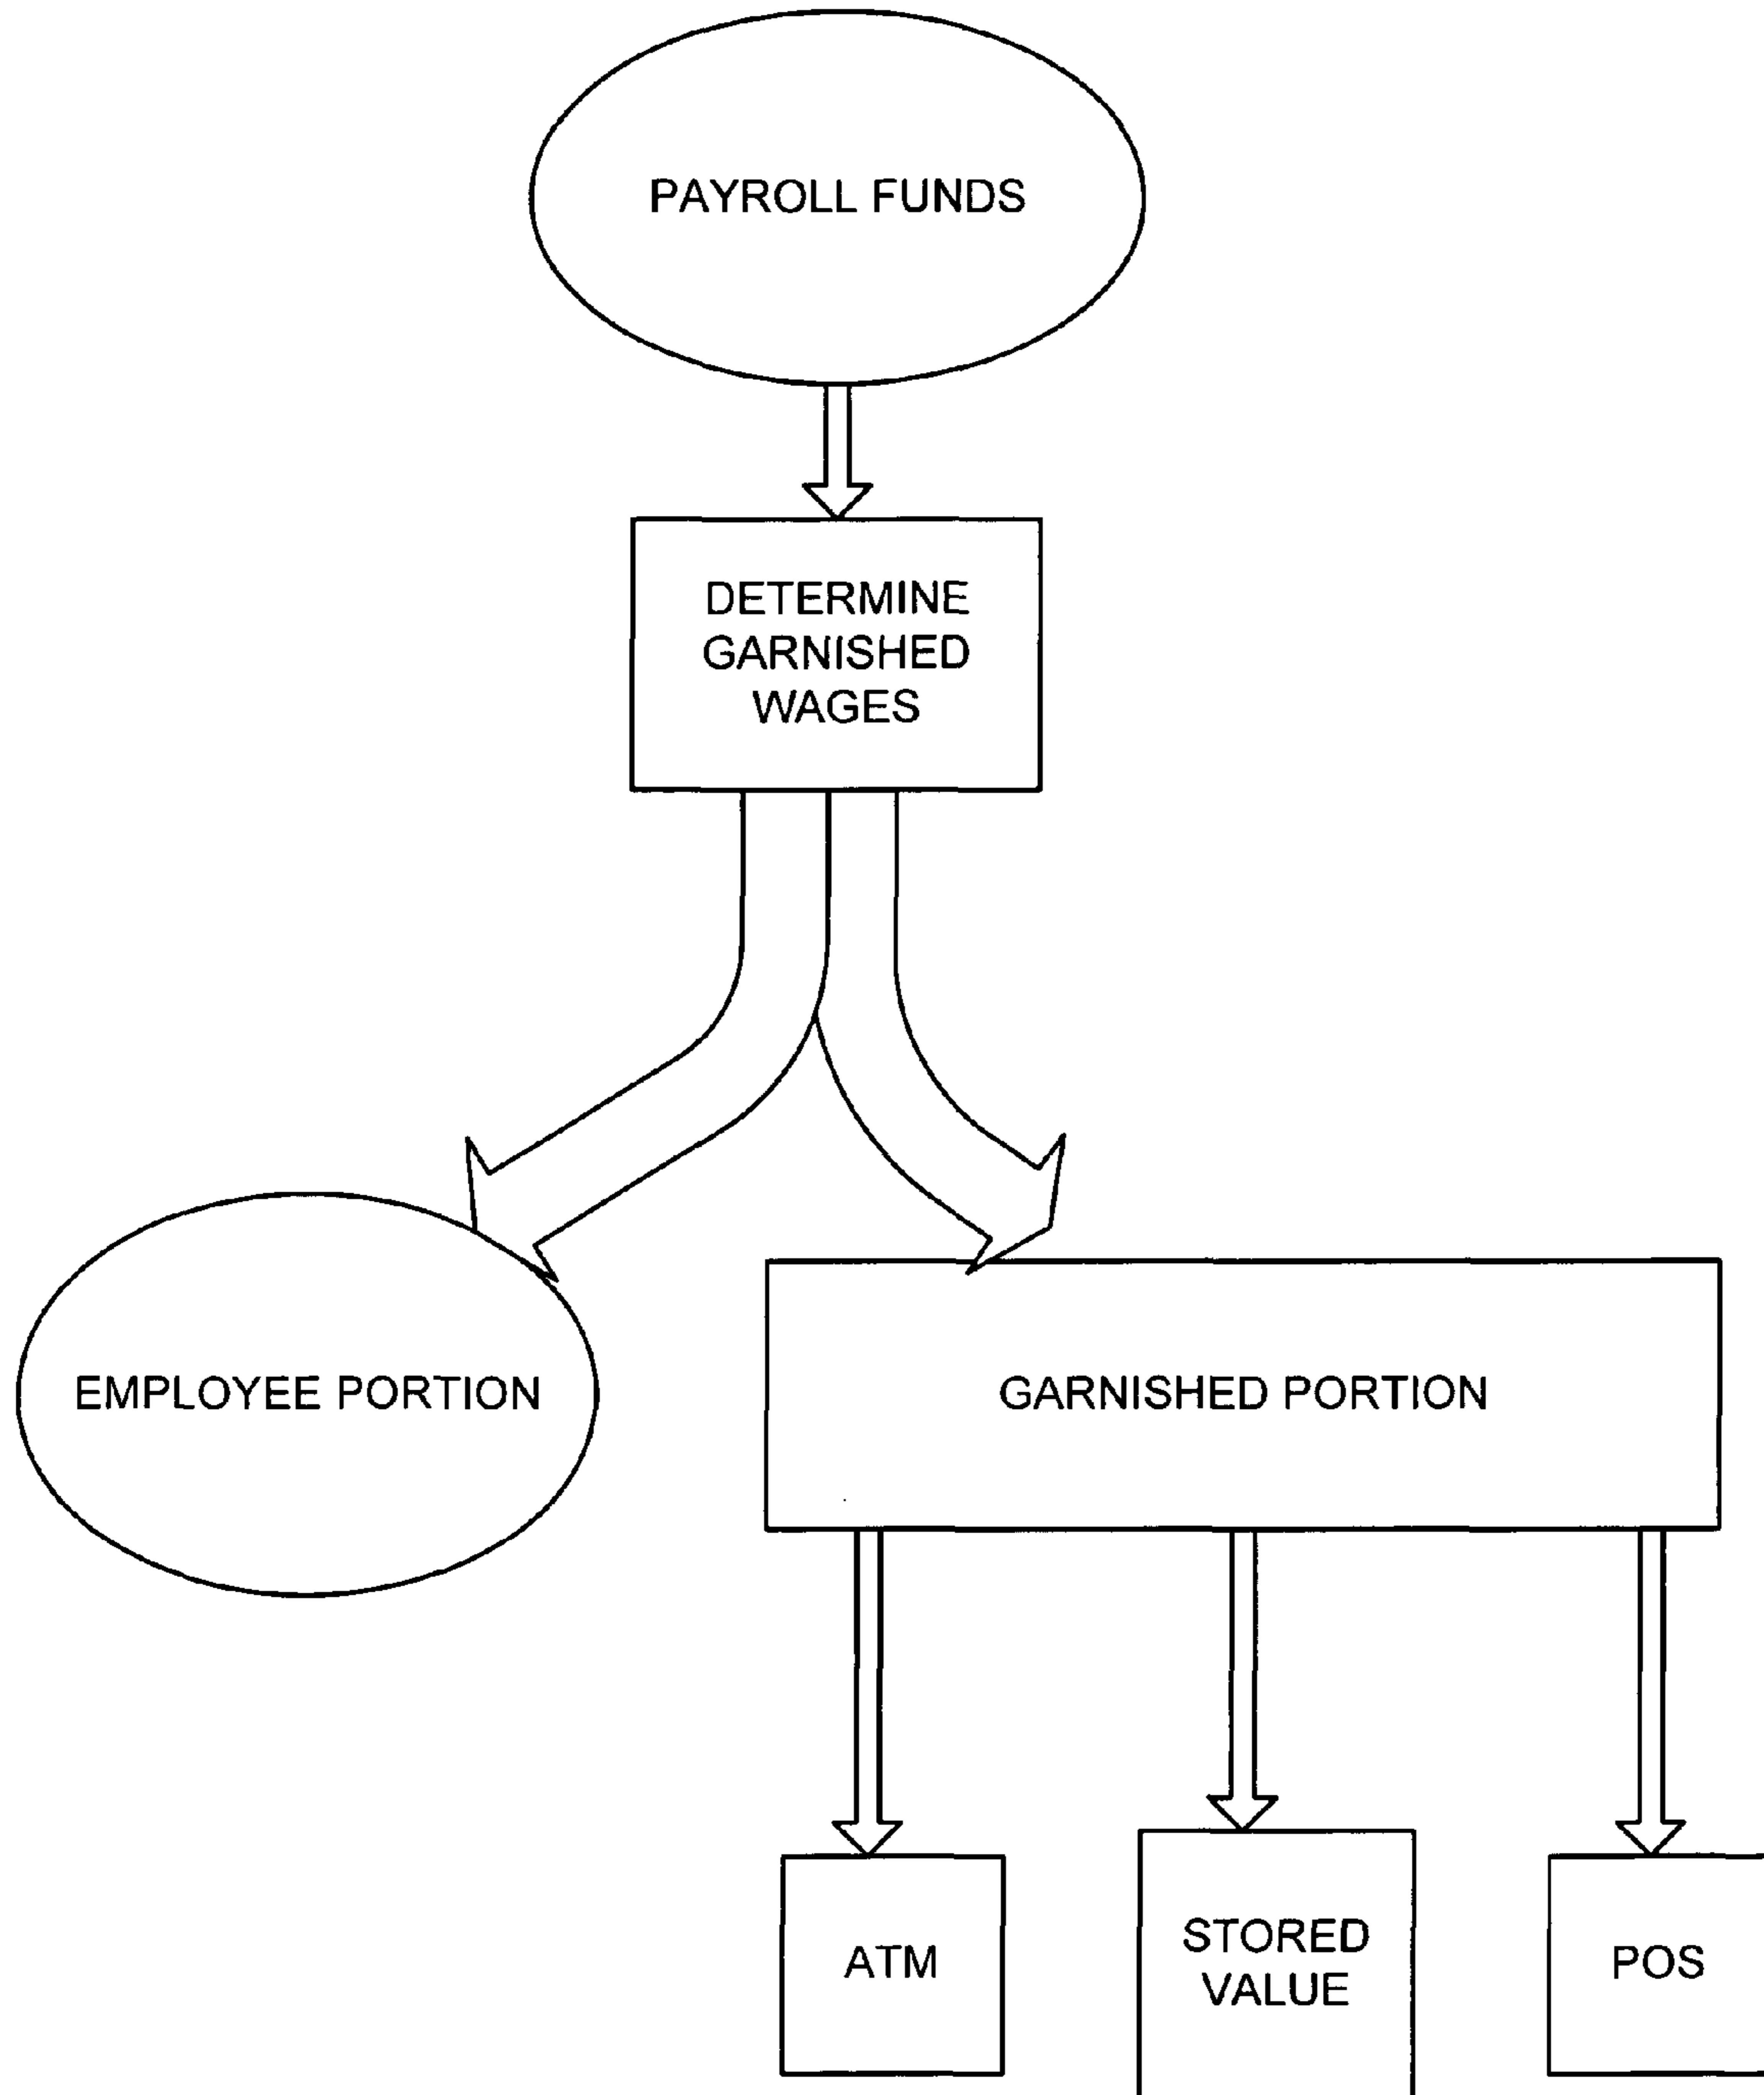 PAYROLL FUNDS
DETERMINE
GARNISHED
WAGES
EMPLOYEE PORTION
GARNISHED PORTION
ATM
STORED
VALUE
POS